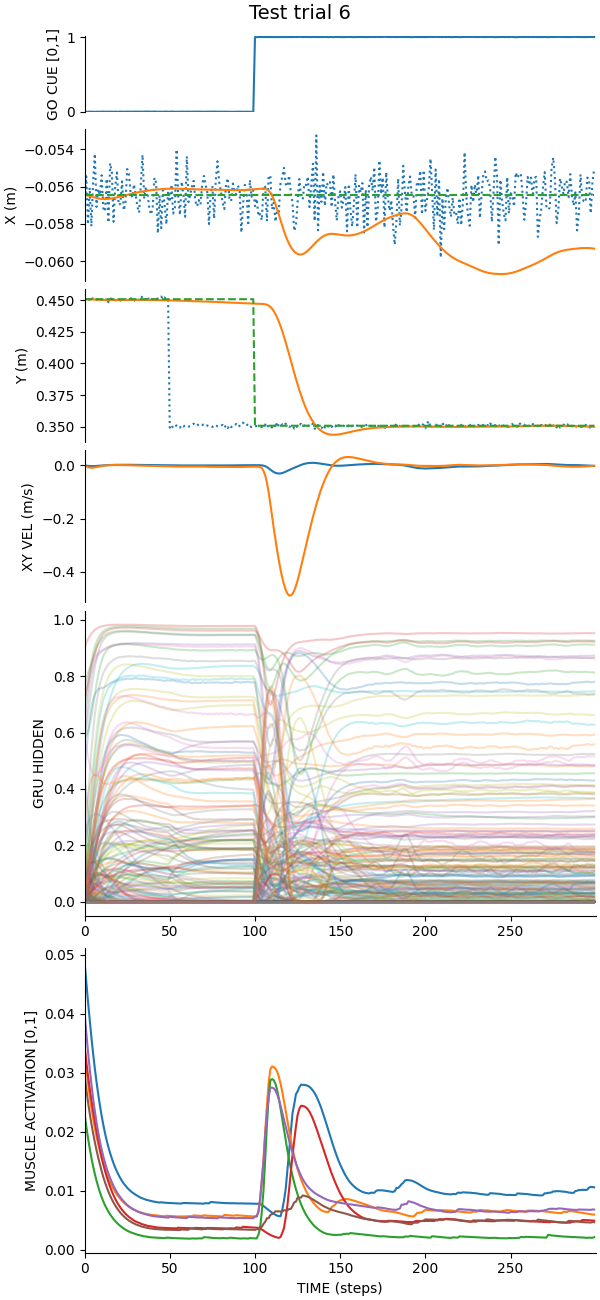 Test trial 6
GO CUE [0,1]
1
0
X (m)
−0.054
−0.056
−0.058
−0.060
Y (m)
0.450
0.425
0.400
0.375
0.350
XY VEL (m/s)
0.0
−0.2
−0.4
GRU HIDDEN
1.0
0.8
0.6
0.4
0.2
0.0
0 50 100 150 200 250
MUSCLE ACTIVATION [0,1]
0.05
0.04
0.03
0.02
0.01
0.00
0 50 100 150 200 250
TIME (steps)